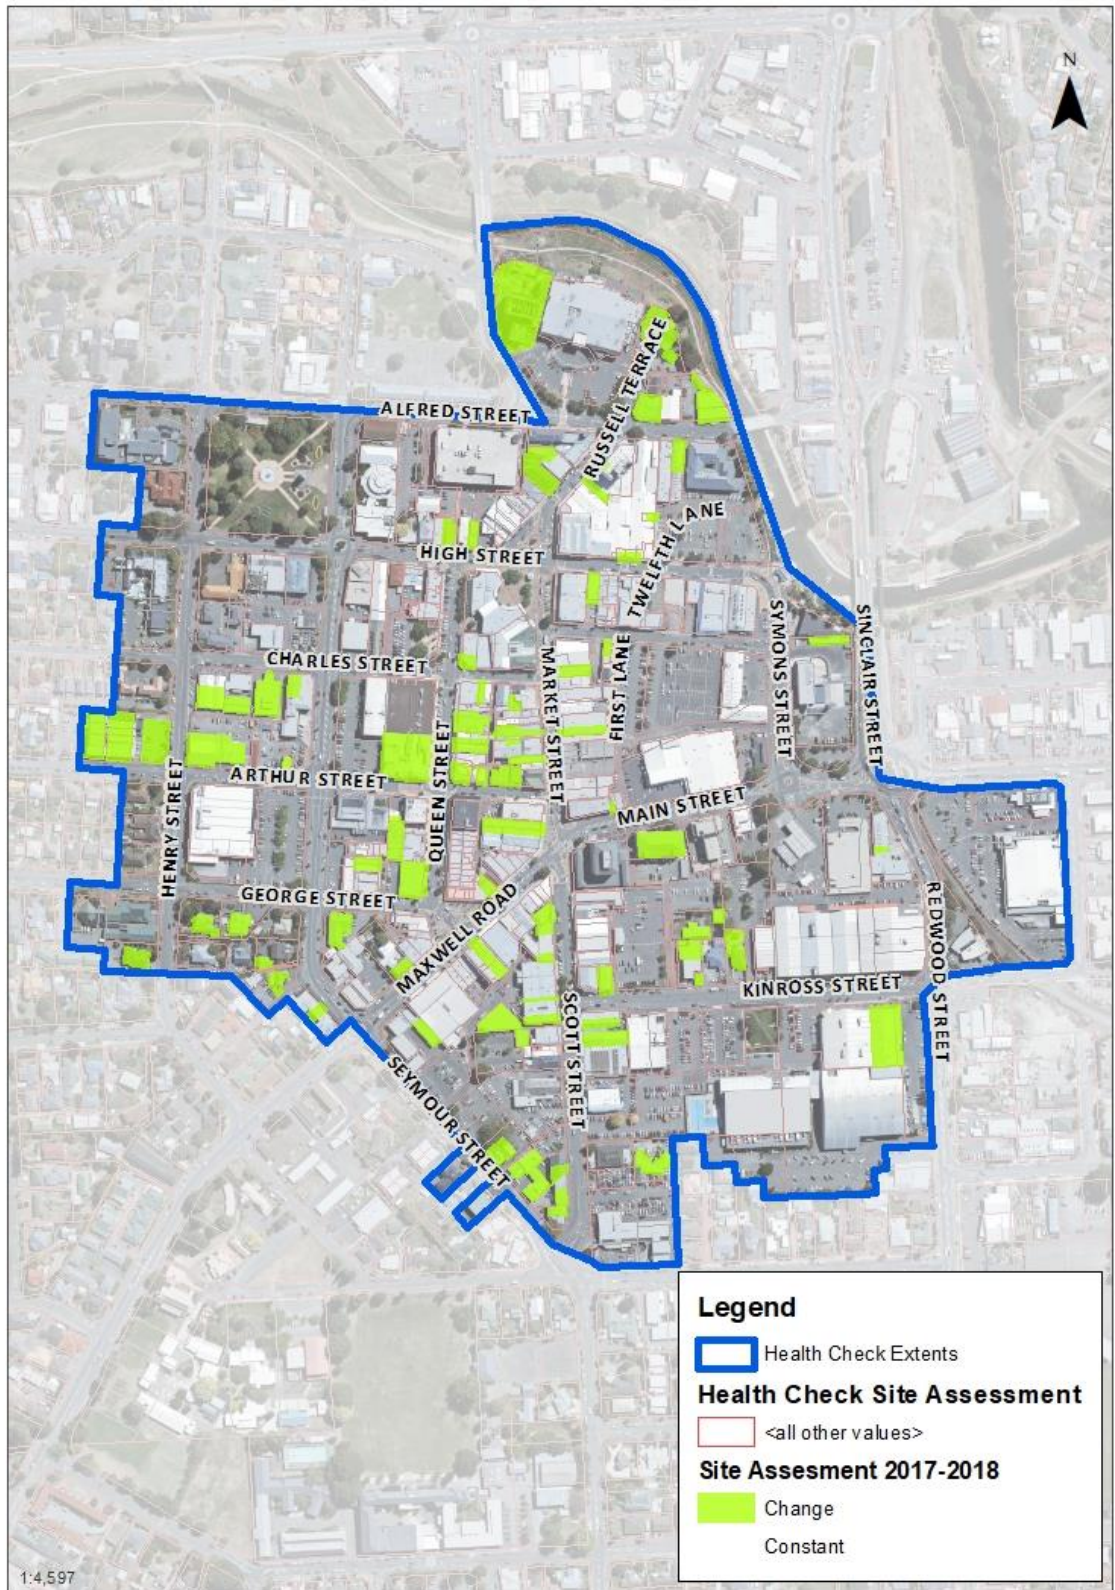 N
RUSSELL TERRACE
ALFRED STREET
TWELFTH LANE
HIGH STREET
SYMONS STREET
SINCLAIR STREET
FIRST LANE
MARKET STREET
CHARLES STREET
QUEEN STREET
ARTHUR STREET
HENRY STREET
MAIN STREET
GEORGE STREET
MAXWELL ROAD
REDWOOD STREET
KINROSS STREET
SCOTT STREET
SEYMOUR STREET
Legend
Health Check Extents
Health Check Site Assessment
<all other values>
Site Assesment 2017-2018
Change
Constant
1:4,597